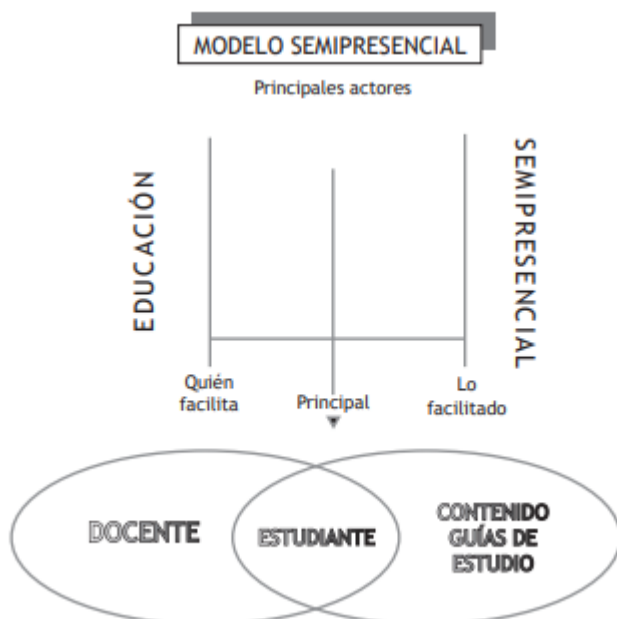 MODELO SEMIPRESENCIAL
Principales actores
EDUCACIÓN
SEMIPRESENCIAL
Quién
facilita
Principal
Lo
facilitado
DOCENTE
ESTUDIANTE
CONTENIDO
GUÍAS DE
ESTUDIO